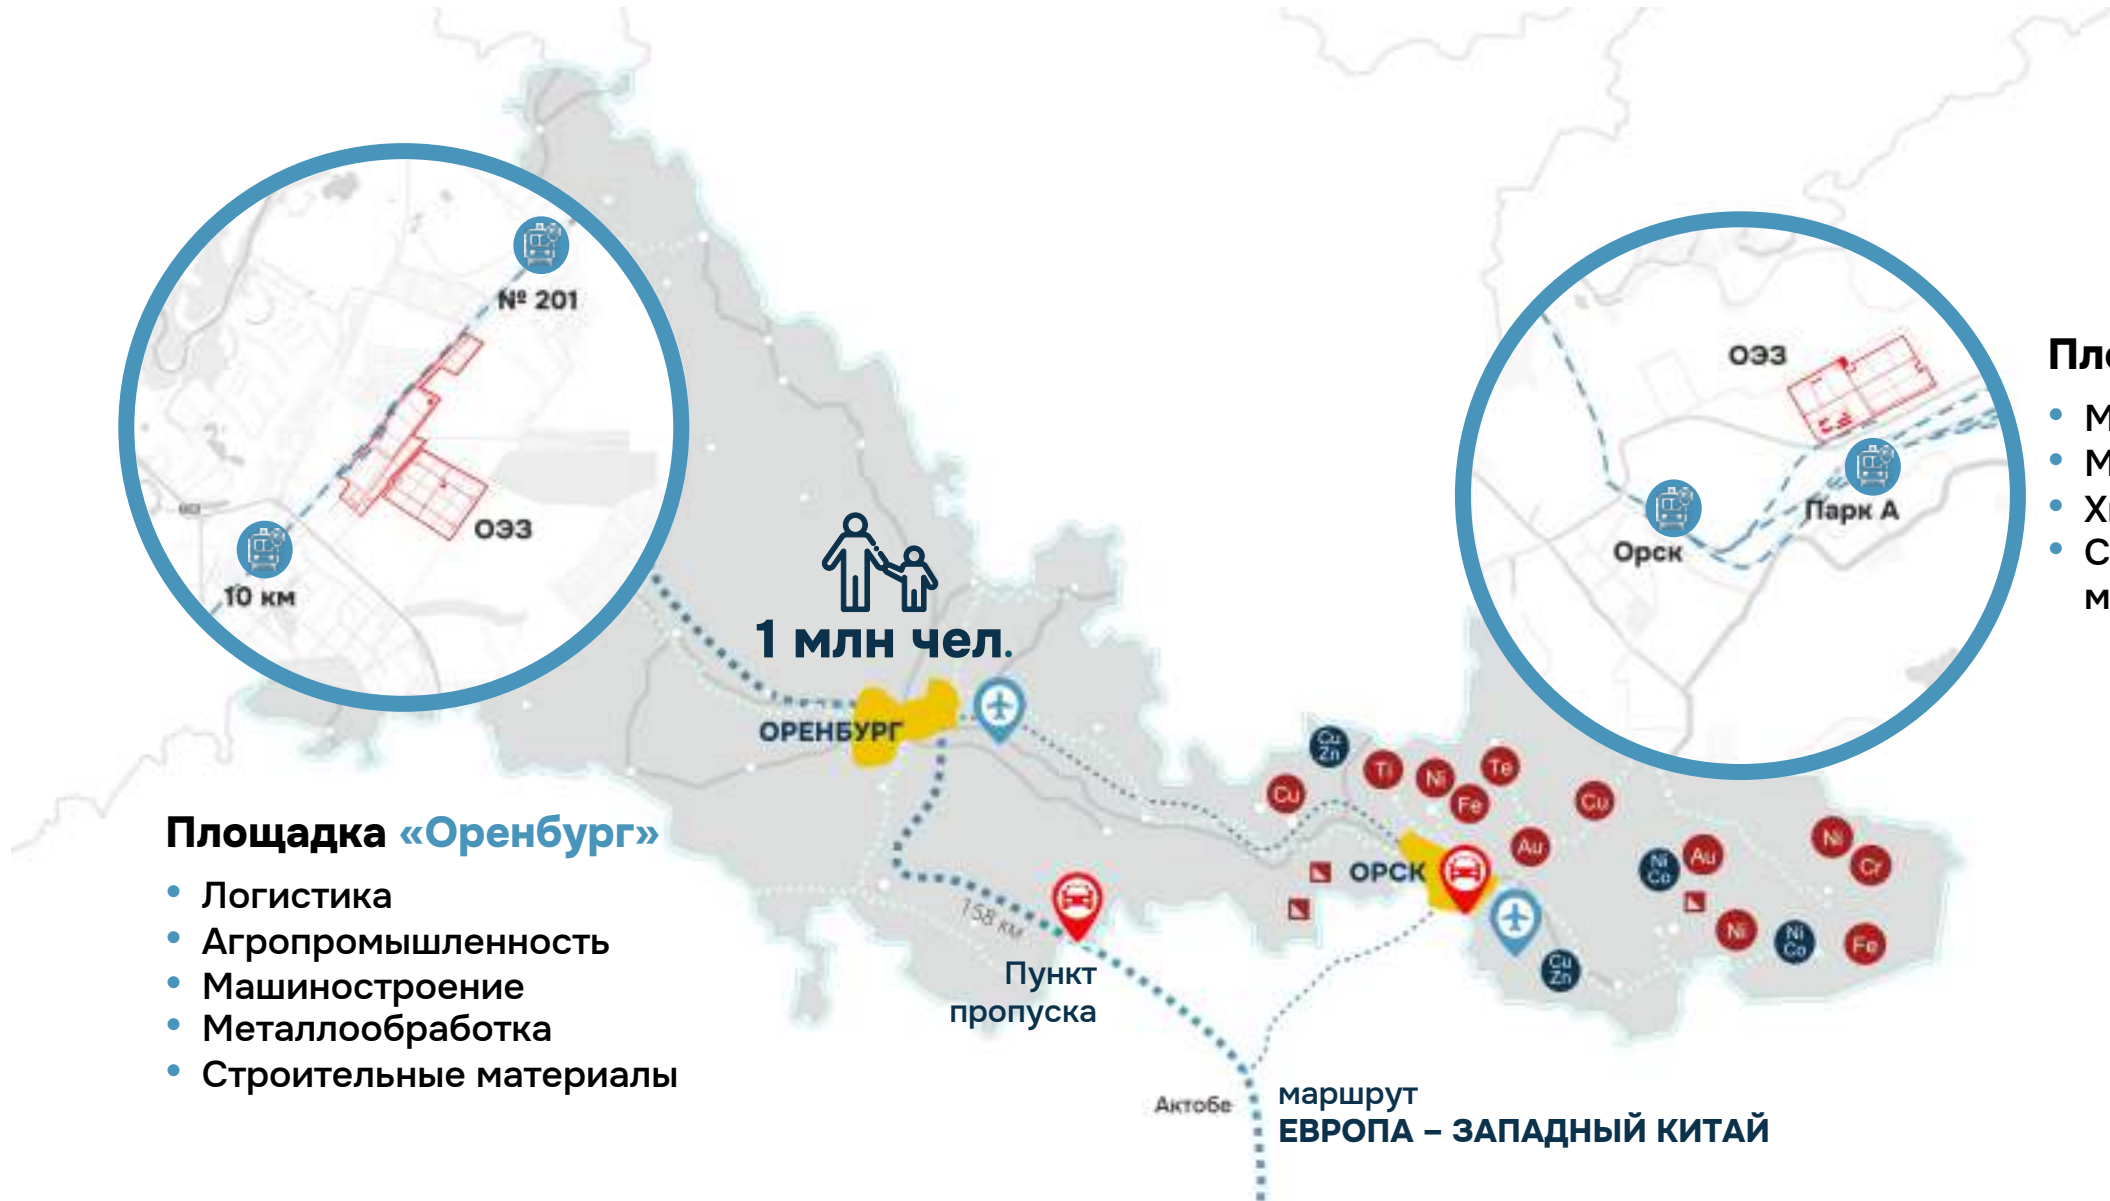 № 201
ОЭЗ
10 км
ОЭЗ
Парк А
Орск
1 млн чел.
ОРЕНБУРГ
Cu
Zn
Ti
Ni
Te
Cu
Fe
Cu
Au
ОРСК
Ni
Co
Au
Ni
Cr
Ni
Ni
Co
Fe
Cu
Zn
158 км
Пункт
пропуска
Актобе
маршрут
ЕВРОПА – ЗАПАДНЫЙ КИТАЙ
Площадка «Оренбург»
• Логистика
• Агропромышленность
• Машиностроение
• Металлообработка
• Строительные материалы